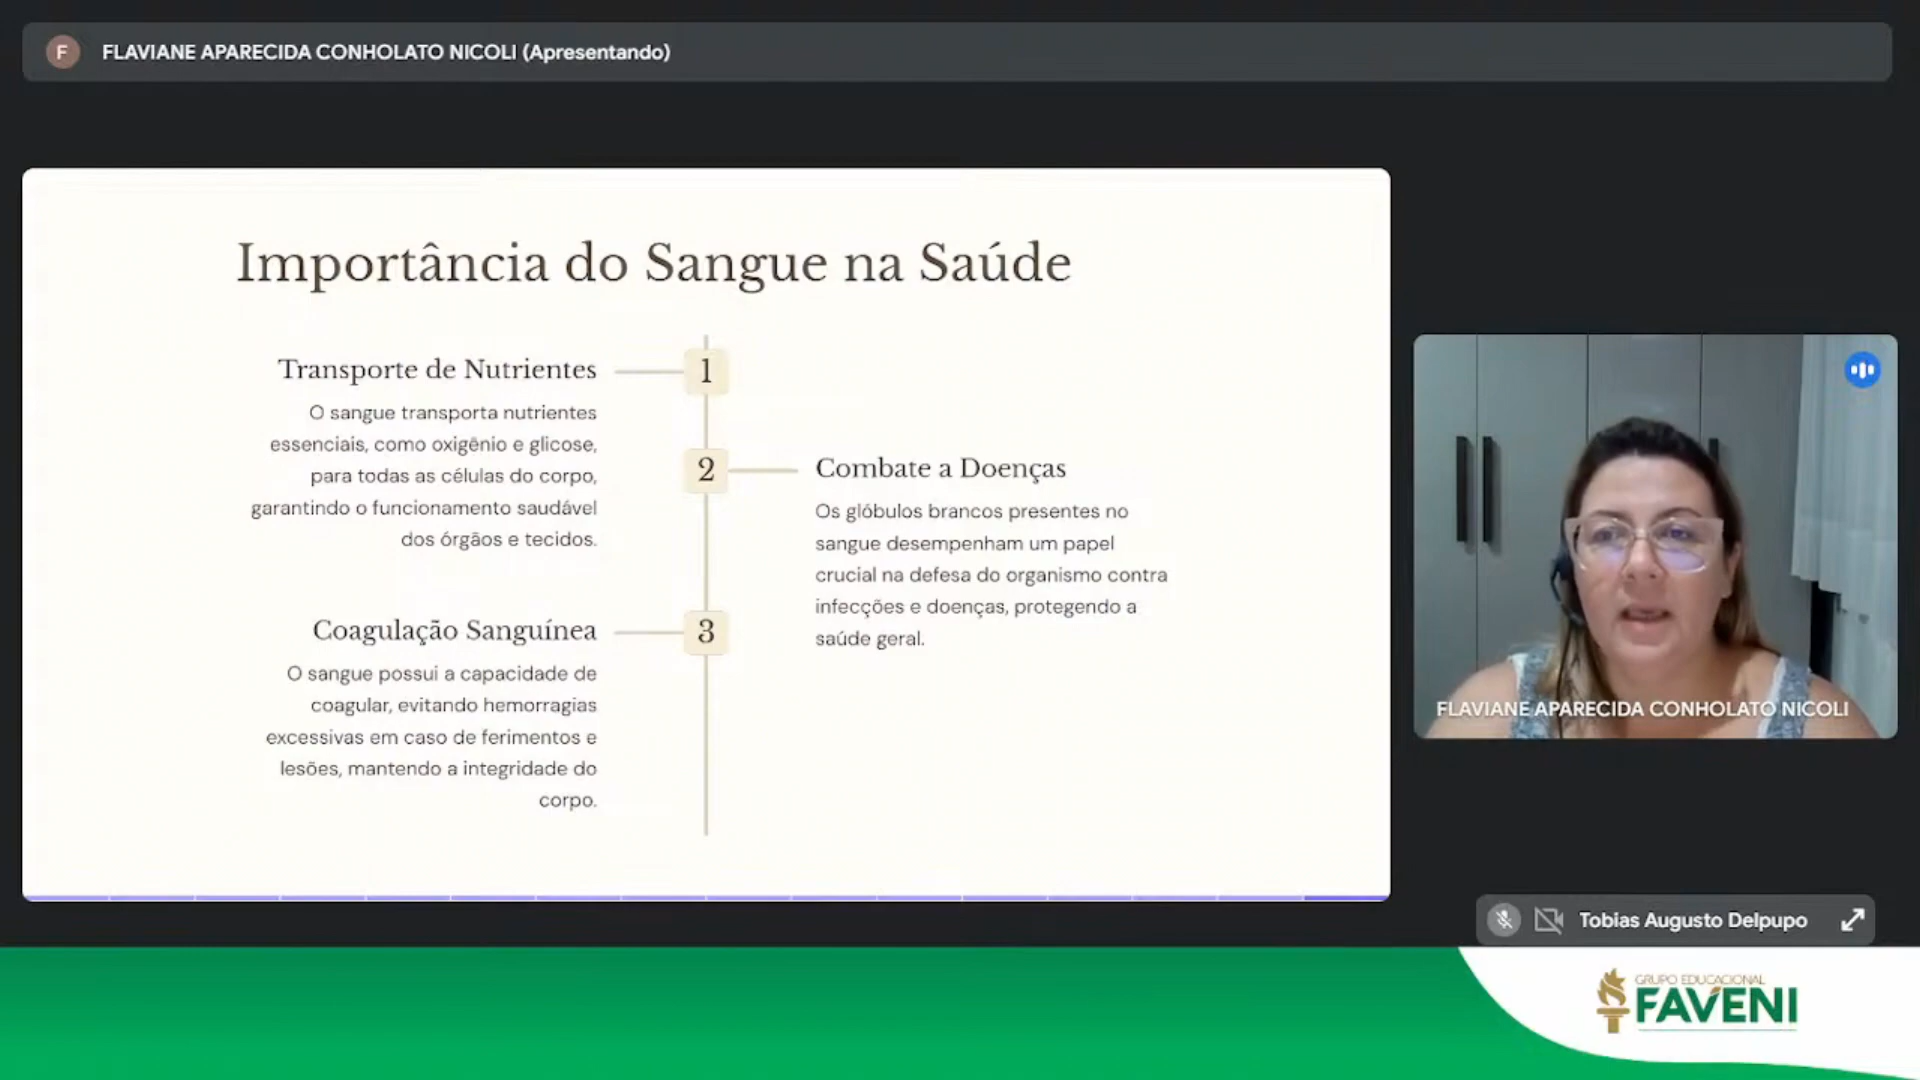 F
FLAVIANE APARECIDA CONHOLATO NICOLI (Apresentando)
Importância do Sangue na Saúde
Transporte de Nutrientes
1
O sangue transporta nutrientes
essenciais, como oxigênio e glicose,
para todas as células do corpo,
garantindo o funcionamento saudável
dos órgãos e tecidos.
2
Combate a Doenças
Os glóbulos brancos presentes no
sangue desempenham um papel
crucial na defesa do organismo contra
infecções e doenças, protegendo a
saúde geral.
Coagulação Sanguínea
3
O sangue possui a capacidade de
coagular, evitando hemorragias
excessivas em caso de ferimentos e
lesões, mantendo a integridade do
corpo.
FLAVIANE APARECIDA CONHOLATO NICOLI
Tobias Augusto Delpupo
GRUPO EDUCACIONAL
FAVENI